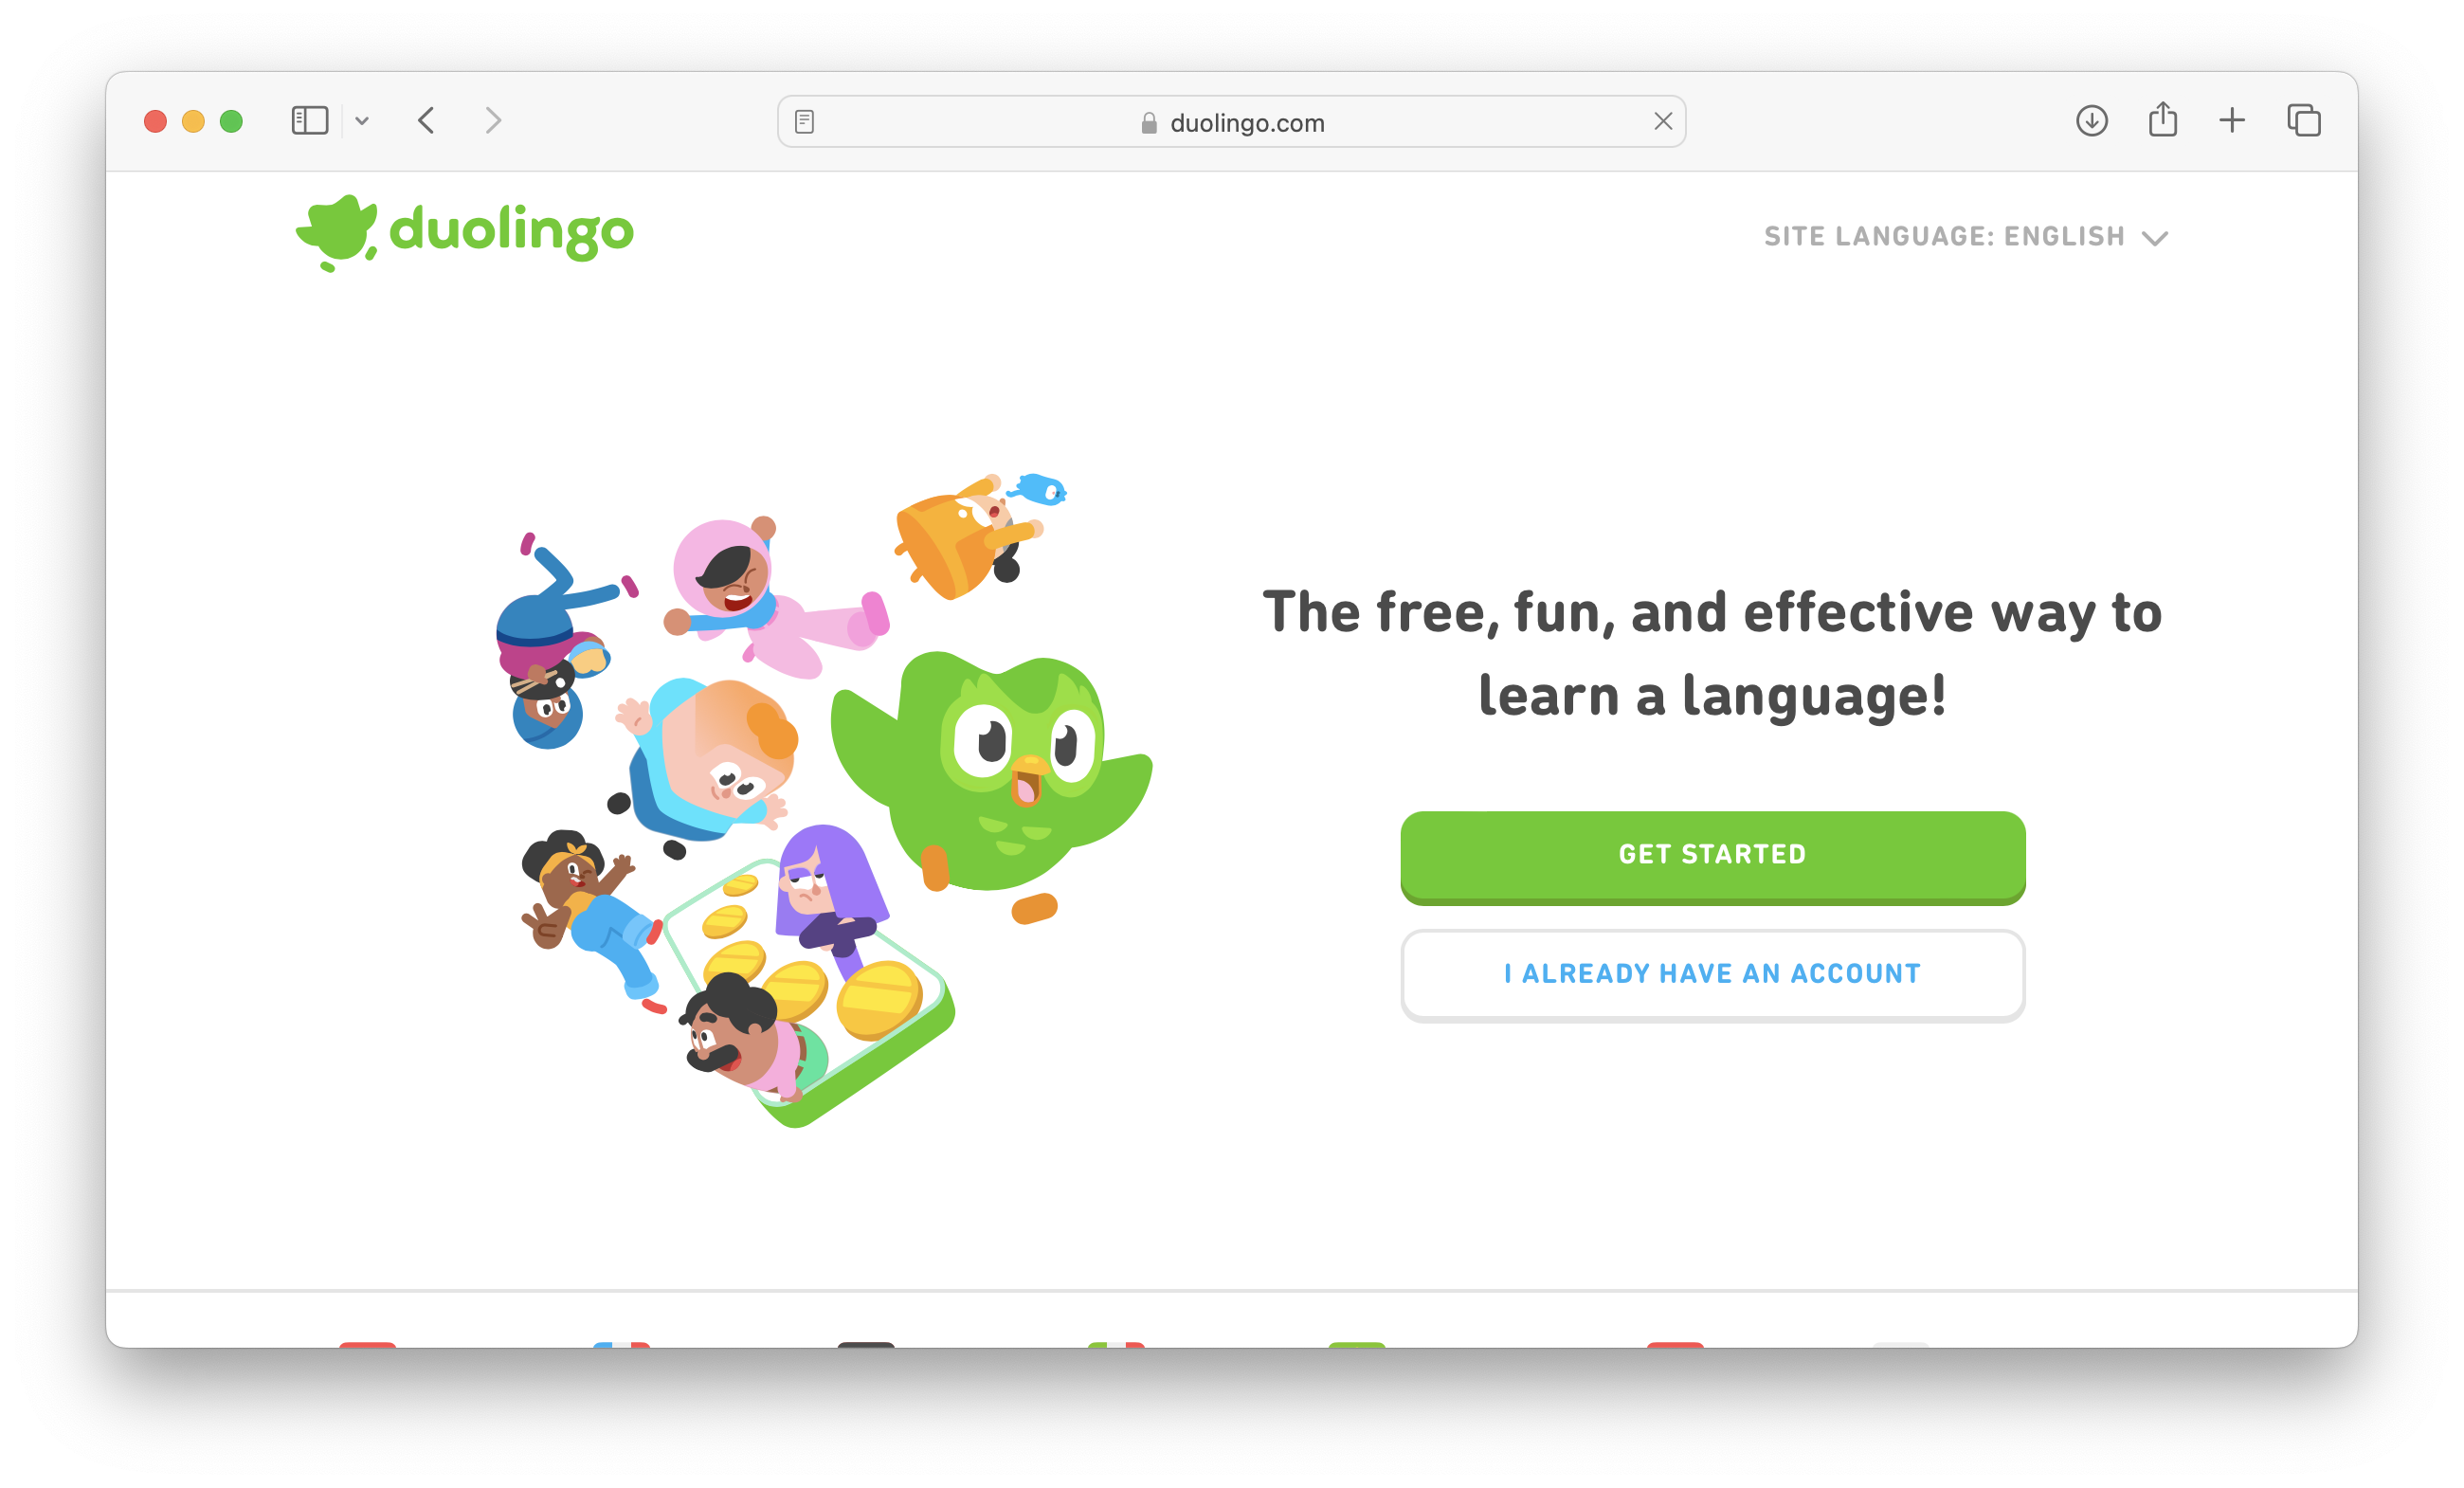 duolingo.com
duolingo
SITE LANGUAGE: ENGLISH
The free, fun, and effective way to
learn a language!
GET STARTED
I ALREADY HAVE AN ACCOUNT